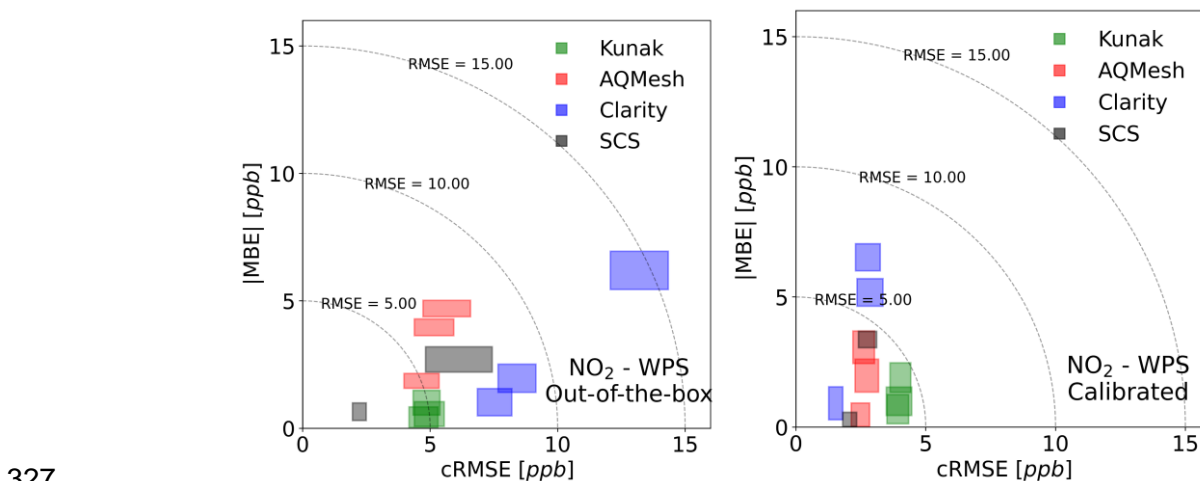 15
10
5
0
|MBE| [ppb]
RMSE = 15.00
RMSE = 10.00
RMSE = 5.00
Kunak
AQMesh
Clarity
SCS
NO₂ - WPS
Out-of-the-box
0 5 10 15
cRMSE [ppb]
15
10
5
0
|MBE| [ppb]
RMSE = 15.00
RMSE = 10.00
RMSE = 5.00
Kunak
AQMesh
Clarity
SCS
NO₂ - WPS
Calibrated
0 5 10 15
cRMSE [ppb]
327